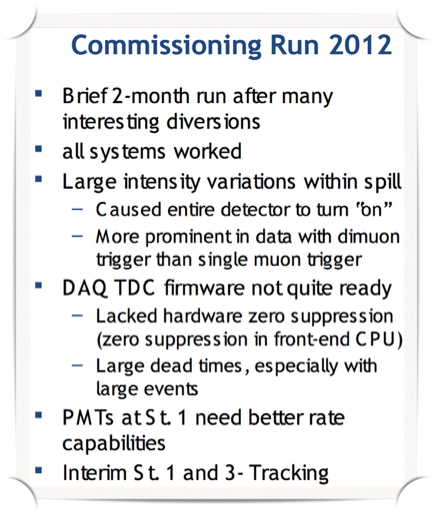 Commissioning Run 2012
▪ Brief 2-month run after many
interesting diversions
▪ all systems worked
▪ Large intensity variations within spill
– Caused entire detector to turn “on”
– More prominent in data with dimuon
trigger than single muon trigger
▪ DAQ TDC firmware not quite ready
– Lacked hardware zero suppression
(zero suppression in front-end CPU)
– Large dead times, especially with
large events
▪ PMTs at St. 1 need better rate
capabilities
▪ Interim St. 1 and 3- Tracking